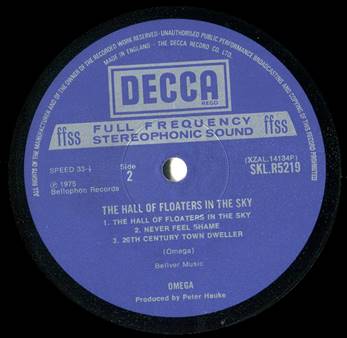 ALL RIGHTS OF THE MANUFACTURER AND OF THE OWNER OF THE RECORDED WORK RESERVED-UNAUTHORISED PUBLIC PERFORMANCE BROADCASTING AND COPYING OF THIS RECORD PROHIBITED
MADE IN ENGLAND · THE DECCA RECORD CO. LTD.
DECCA
REGD
ffss FULL FREQUENCY ffss
STEREOPHONIC SOUND
SPEED 33⅓
Side
2
(XZAL.14134P)
SKL.R5219
℗ 1975
Bellophon Records
THE HALL OF FLOATERS IN THE SKY
1. THE HALL OF FLOATERS IN THE SKY
2. NEVER FEEL SHAME
3. 20TH CENTURY TOWN DWELLER
(Omega)
Bellver Music
OMEGA
Produced by Peter Hauke